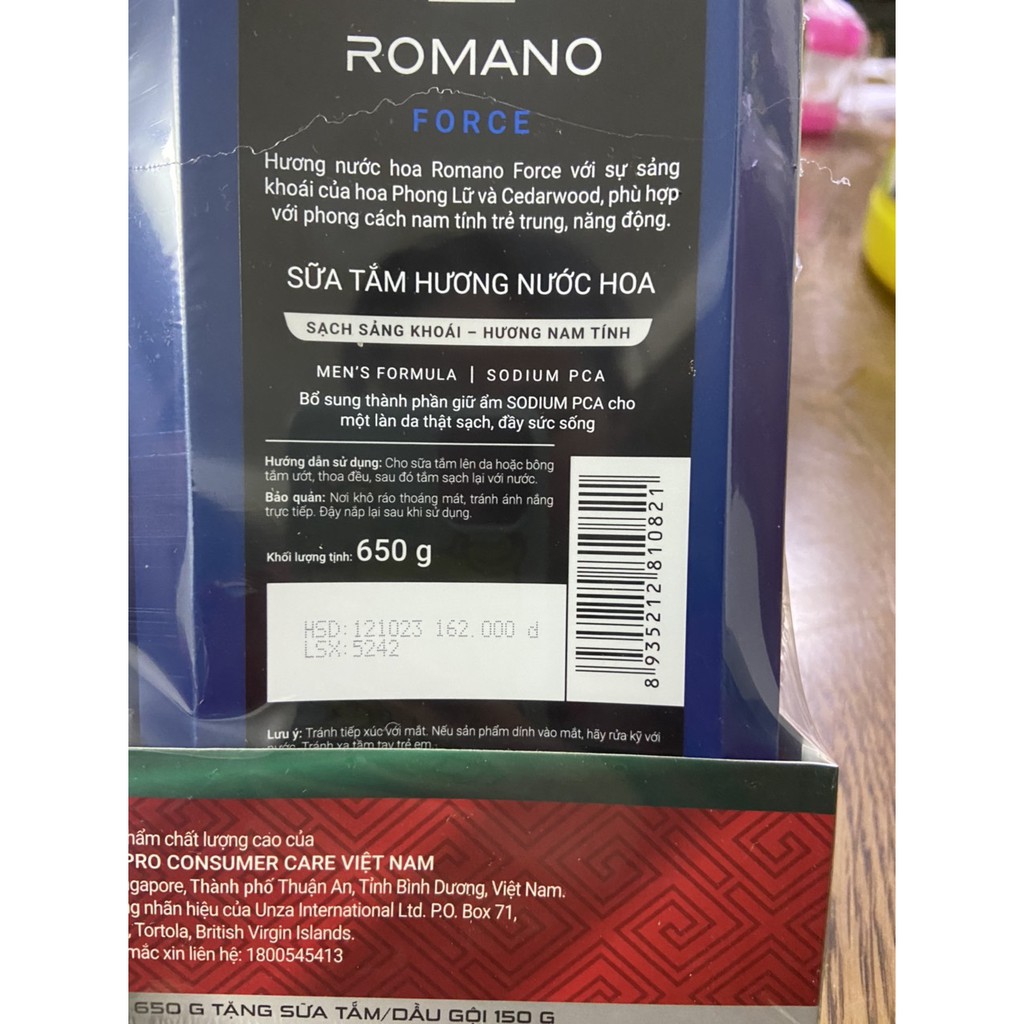 ROMANO
FORCE
Hương nước hoa Romano Force với sự sảng
khoái của hoa Phong Lữ và Cedarwood, phù hợp
với phong cách nam tính trẻ trung, năng động.
SỮA TẮM HƯƠNG NƯỚC HOA
SẠCH SẢNG KHOÁI – HƯƠNG NAM TÍNH
MEN'S FORMULA | SODIUM PCA
Bổ sung thành phần giữ ẩm SODIUM PCA cho
một làn da thật sạch, đầy sức sống
Hướng dẫn sử dụng: Cho sữa tắm lên da hoặc bông
tắm ướt, thoa đều, sau đó tắm sạch lại với nước.
Bảo quản: Nơi khô ráo thoáng mát, tránh ánh nắng
trực tiếp. Đậy nắp lại sau khi sử dụng.
Khối lượng tịnh: 650 g
HSD: 121023 162.000 đ
LSX: 5242
8935212810821
Lưu ý: Tránh tiếp xúc với mắt. Nếu sản phẩm dính vào mắt, hãy rửa kỹ với
nước. Tránh xa tầm tay trẻ em.
hẩm chất lượng cao của
PRO CONSUMER CARE VIỆT NAM
gapore, Thành phố Thuận An, Tỉnh Bình Dương, Việt Nam.
g nhãn hiệu của Unza International Ltd. P.O. Box 71,
, Tortola, British Virgin Islands.
mắc xin liên hệ: 1800545413
650 G TẶNG SỮA TẮM/DẦU GỘI 150 G